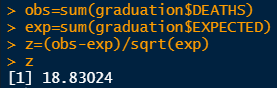 > obs=sum(graduation$DEATHS)
> exp=sum(graduation$EXPECTED)
> z=(obs-exp)/sqrt(exp)
> z
[1] 18.83024